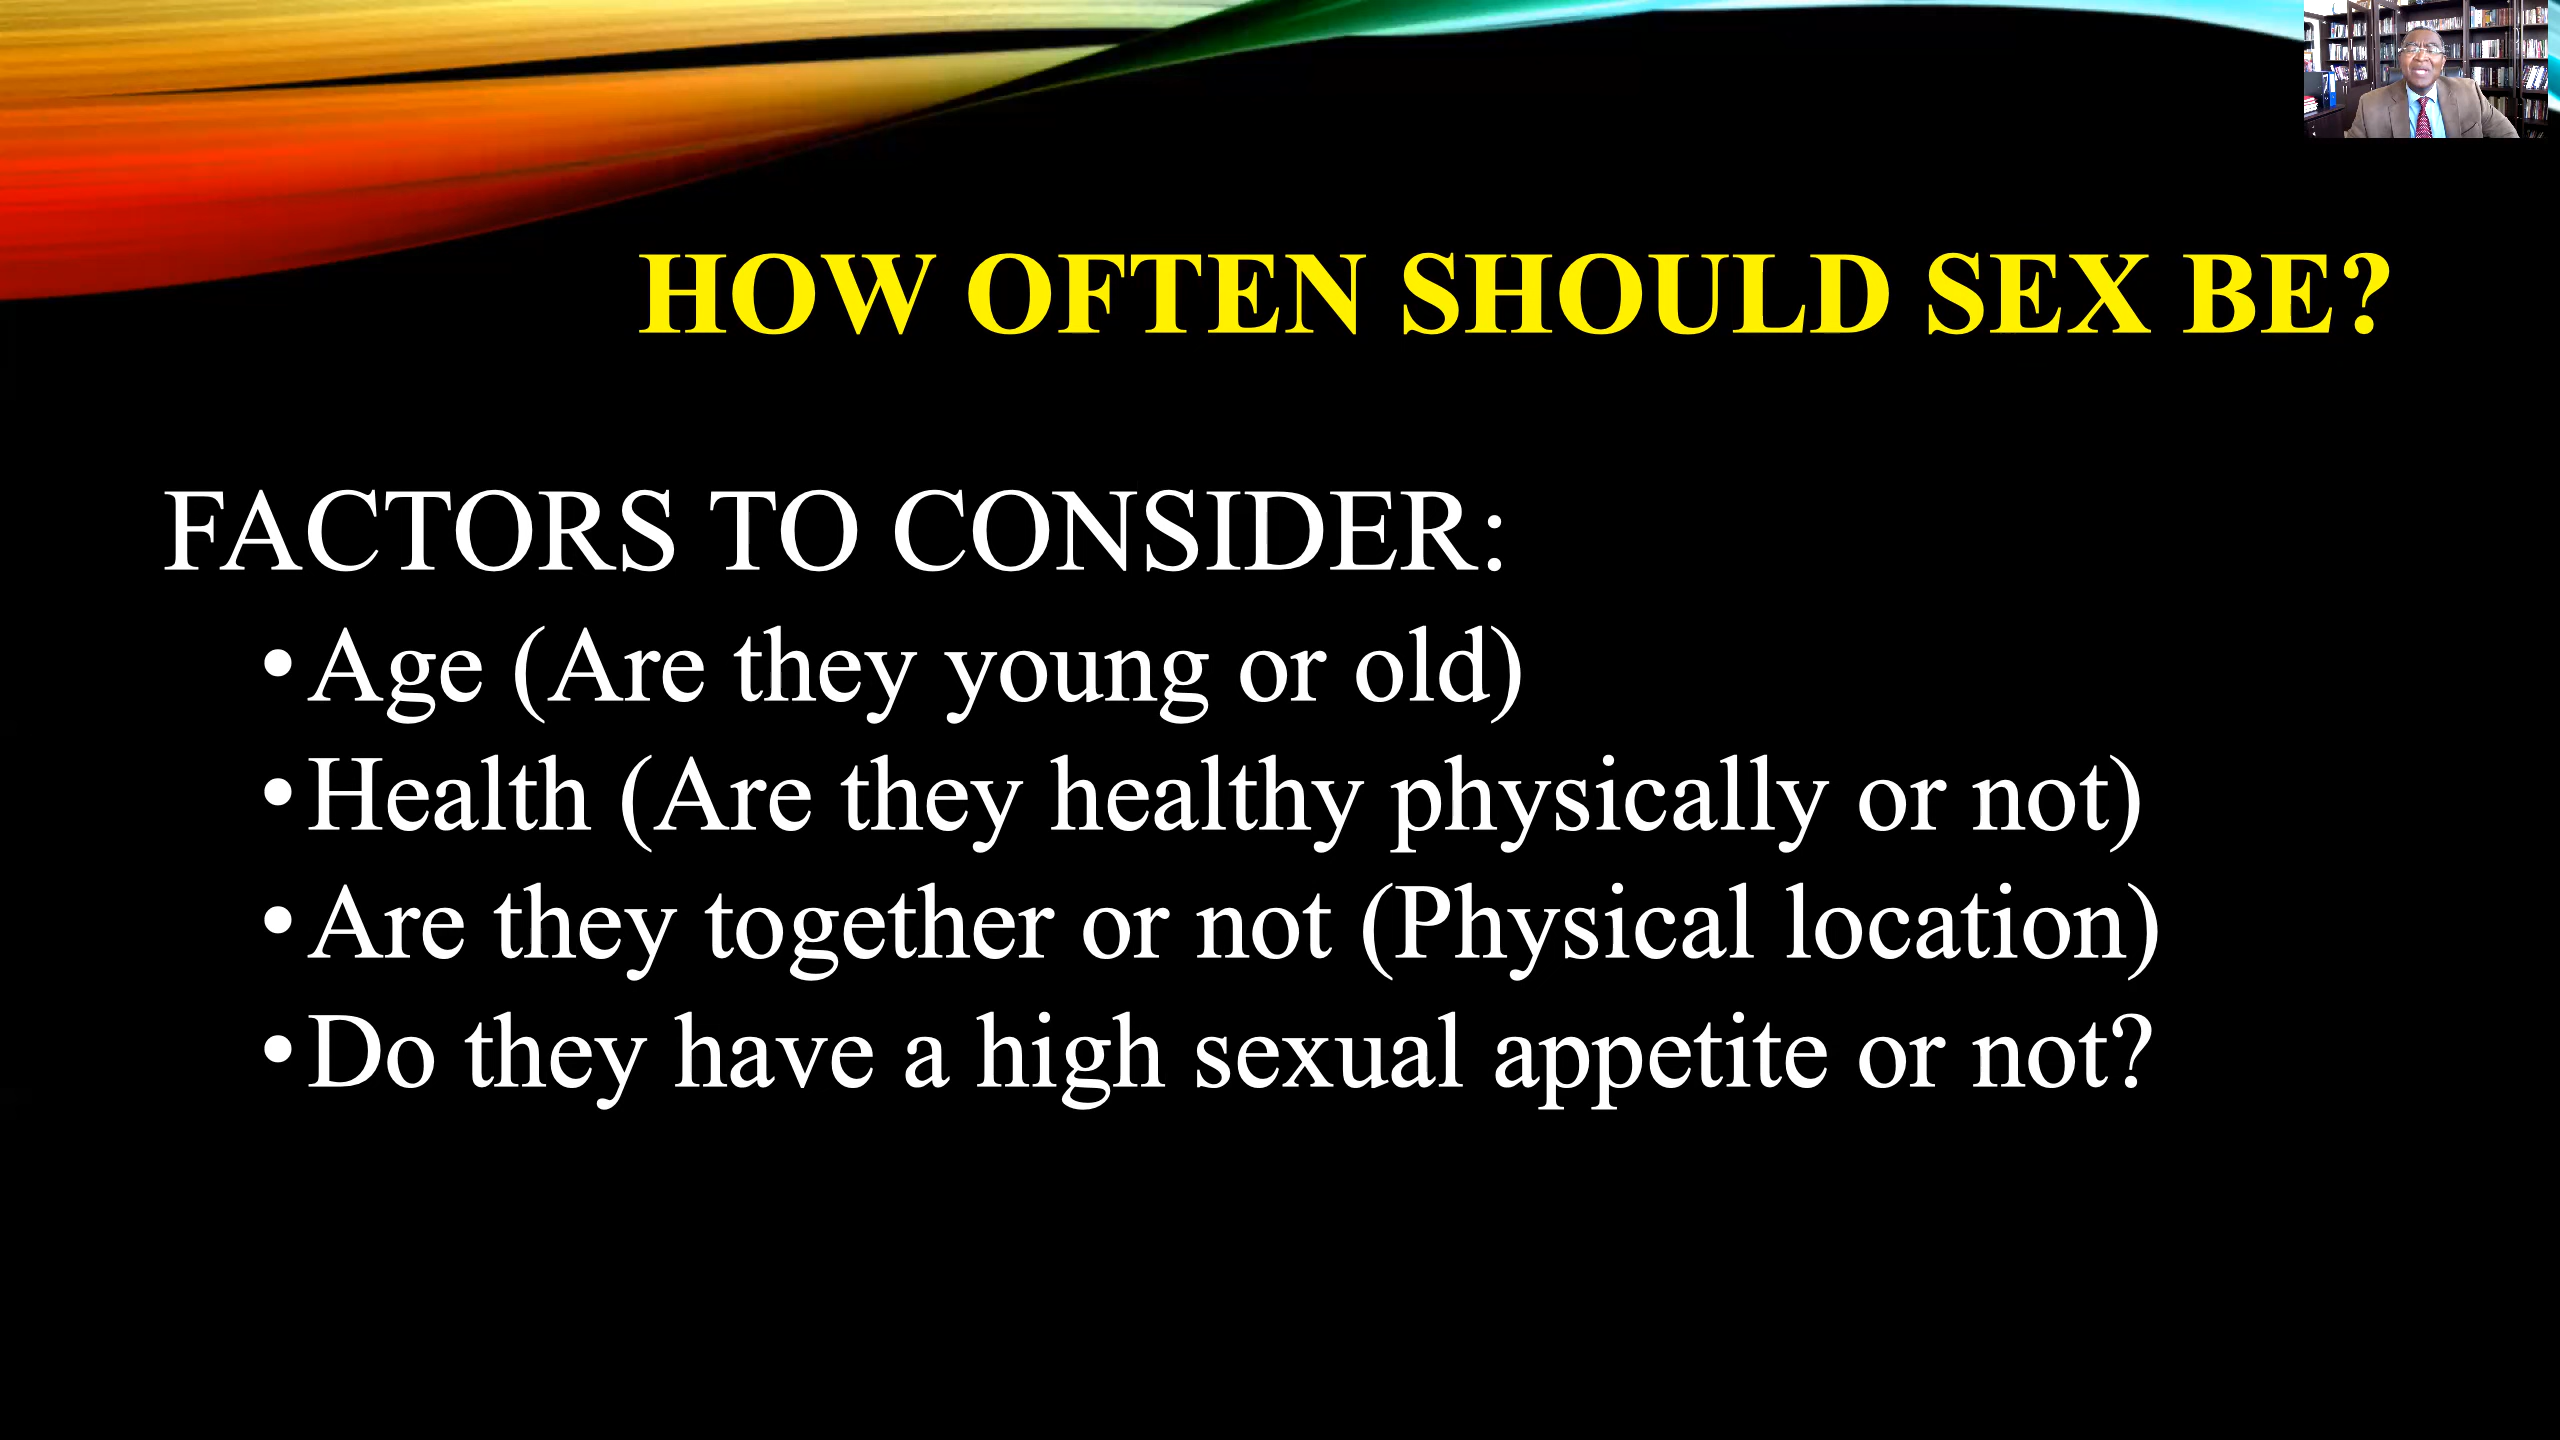 HOW OFTEN SHOULD SEX BE?
FACTORS TO CONSIDER:
•Age (Are they young or old)
•Health (Are they healthy physically or not)
•Are they together or not (Physical location)
•Do they have a high sexual appetite or not?